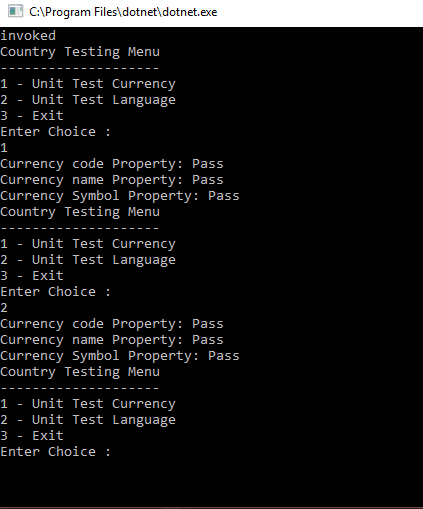 C:\Program Files\dotnet\dotnet.exe
invoked
Country Testing Menu
--------------------
1 - Unit Test Currency
2 - Unit Test Language
3 - Exit
Enter Choice :
1
Currency code Property: Pass
Currency name Property: Pass
Currency Symbol Property: Pass
Country Testing Menu
--------------------
1 - Unit Test Currency
2 - Unit Test Language
3 - Exit
Enter Choice :
2
Currency code Property: Pass
Currency name Property: Pass
Currency Symbol Property: Pass
Country Testing Menu
--------------------
1 - Unit Test Currency
2 - Unit Test Language
3 - Exit
Enter Choice :